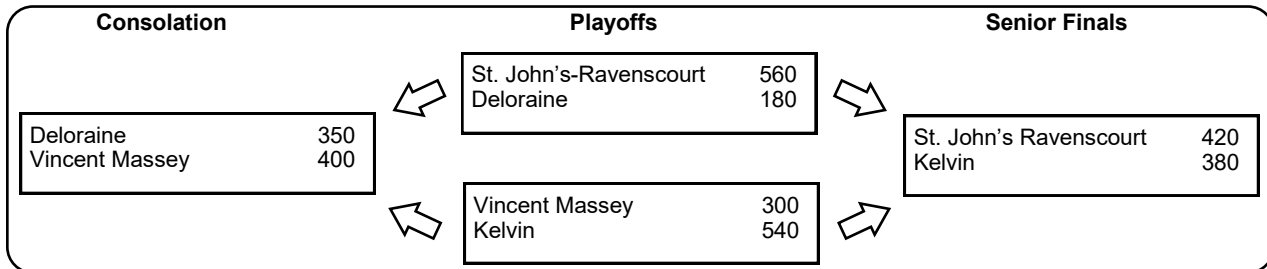 Consolation
Playoffs
Senior Finals
St. John's-Ravenscourt 560
Deloraine 180
Deloraine 350
Vincent Massey 400
St. John's Ravenscourt 420
Kelvin 380
Vincent Massey 300
Kelvin 540